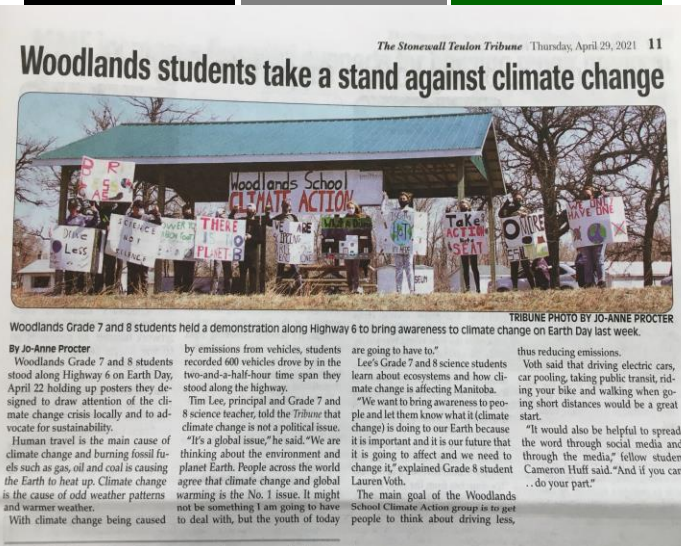 The Stonewall Teulon Tribune Thursday, April 29, 2021 11
Woodlands students take a stand against climate change
Woodlands School
CLIMATE ACTION
DRIVE
LESS
SCIENCE
NOT
SILENCE
THERE
IS NO
PLANET-B
WE ARE
Take
ACTION
SEAT
WE ONLY
HAVE ONE
TRIBUNE PHOTO BY JO-ANNE PROCTER
Woodlands Grade 7 and 8 students held a demonstration along Highway 6 to bring awareness to climate change on Earth Day last week.
By Jo-Anne Procter
Woodlands Grade 7 and 8 students
stood along Highway 6 on Earth Day,
April 22 holding up posters they de-
signed to draw attention of the cli-
mate change crisis locally and to ad-
vocate for sustainability.
Human travel is the main cause of
climate change and burning fossil fu-
els such as gas, oil and coal is causing
the Earth to heat up. Climate change
is the cause of odd weather patterns
and warmer weather.
With climate change being caused
by emissions from vehicles, students
recorded 600 vehicles drove by in the
two-and-a-half-hour time span they
stood along the highway.
Tim Lee, principal and Grade 7 and
8 science teacher, told the Tribune that
climate change is not a political issue.
"It's a global issue," he said. "We are
thinking about the environment and
planet Earth. People across the world
agree that climate change and global
warming is the No. 1 issue. It might
not be something I am going to have
to deal with, but the youth of today
are going to have to."
Lee's Grade 7 and 8 science students
learn about ecosystems and how cli-
mate change is affecting Manitoba.
"We want to bring awareness to peo-
ple and let them know what it (climate
change) is doing to our Earth because
it is important and it is our future that
it is going to affect and we need to
change it," explained Grade 8 student
Lauren Voth.
The main goal of the Woodlands
School Climate Action group is to get
people to think about driving less,
thus reducing emissions.
Voth said that driving electric cars,
car pooling, taking public transit, rid-
ing your bike and walking when go-
ing short distances would be a great
start.
"It would also be helpful to spread
the word through social media and
through the media," fellow student
Cameron Huff said. "And if you can
. . do your part."